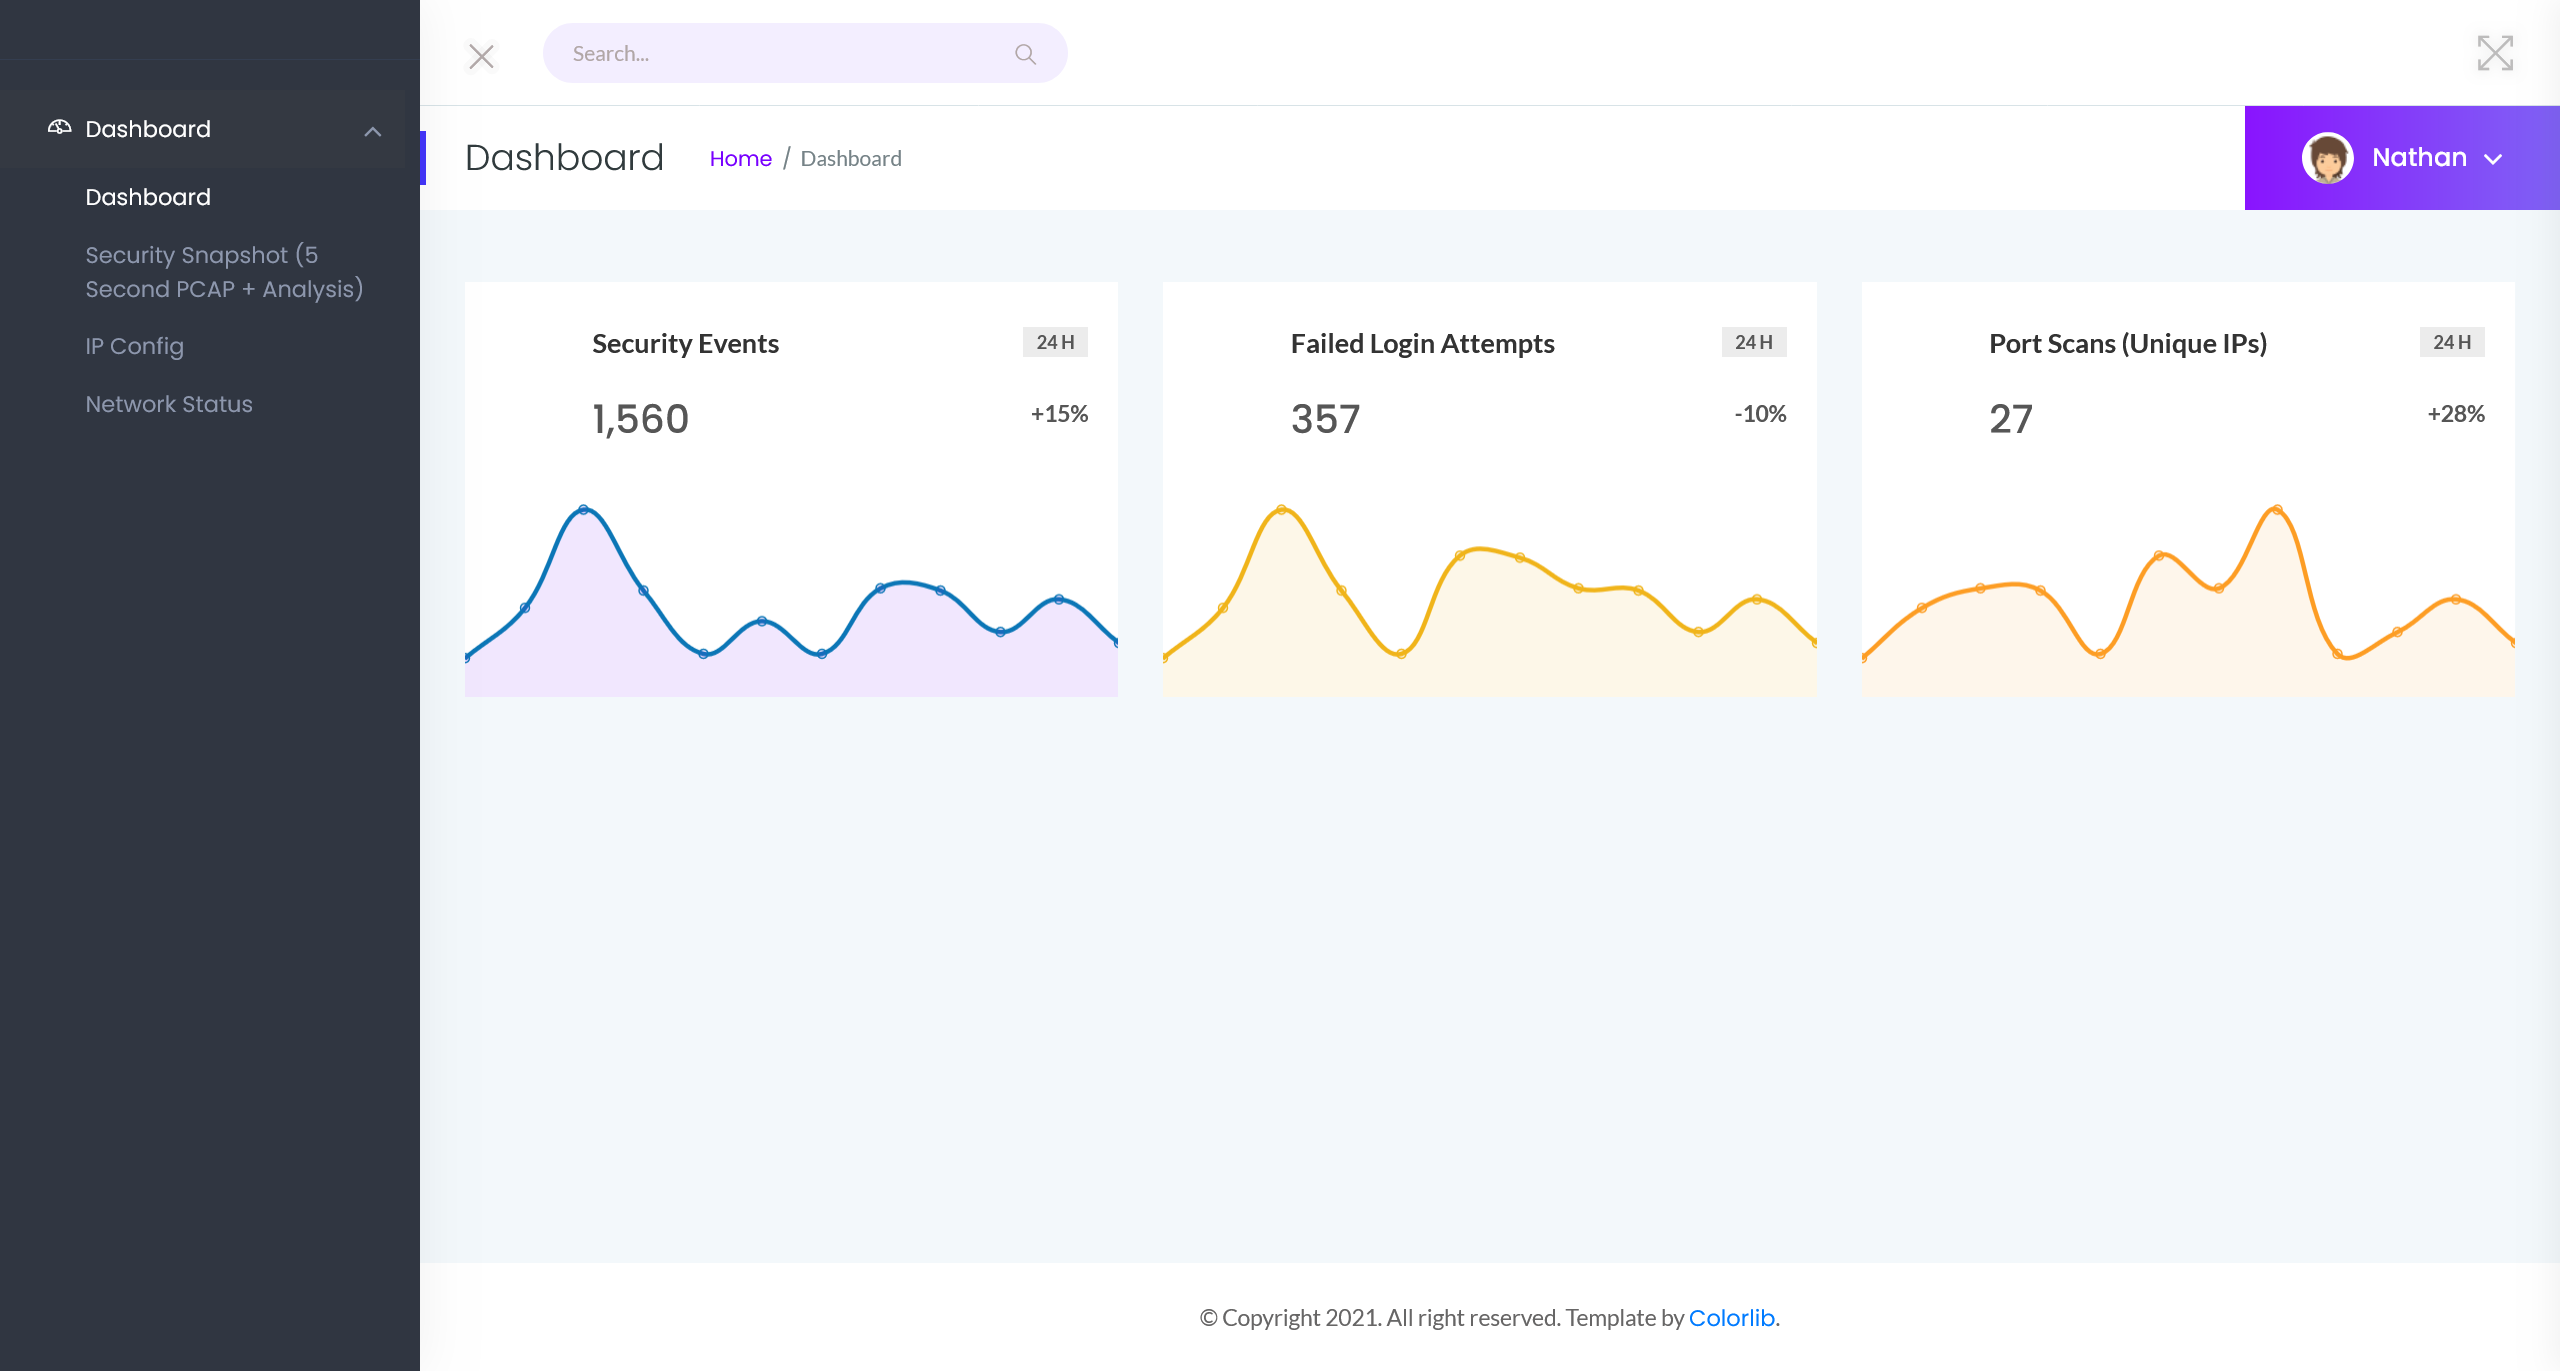 Search...
Dashboard
Dashboard
Security Snapshot (5
Second PCAP + Analysis)
IP Config
Network Status
Dashboard
Home / Dashboard
Nathan
Security Events
24 H
1,560
+15%
Failed Login Attempts
24 H
357
-10%
Port Scans (Unique IPs)
24 H
27
+28%
© Copyright 2021. All right reserved. Template by Colorlib.